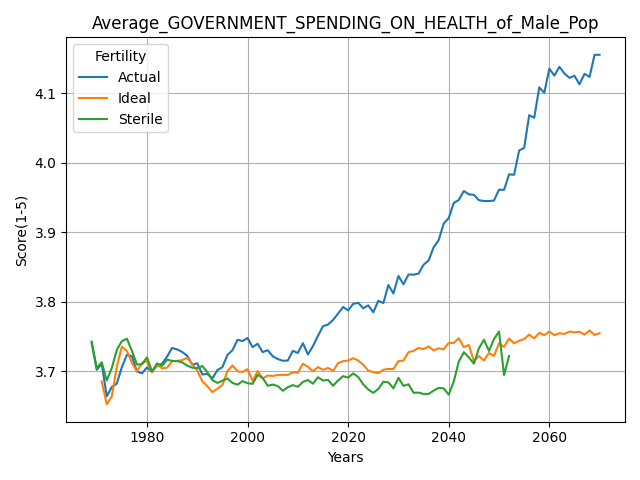 Average_GOVERNMENT_SPENDING_ON_HEALTH_of_Male_Pop
Fertility
Actual
Ideal
Sterile
Score(1-5)
4.1
4.0
3.9
3.8
3.7
1980 2000 2020 2040 2060
Years